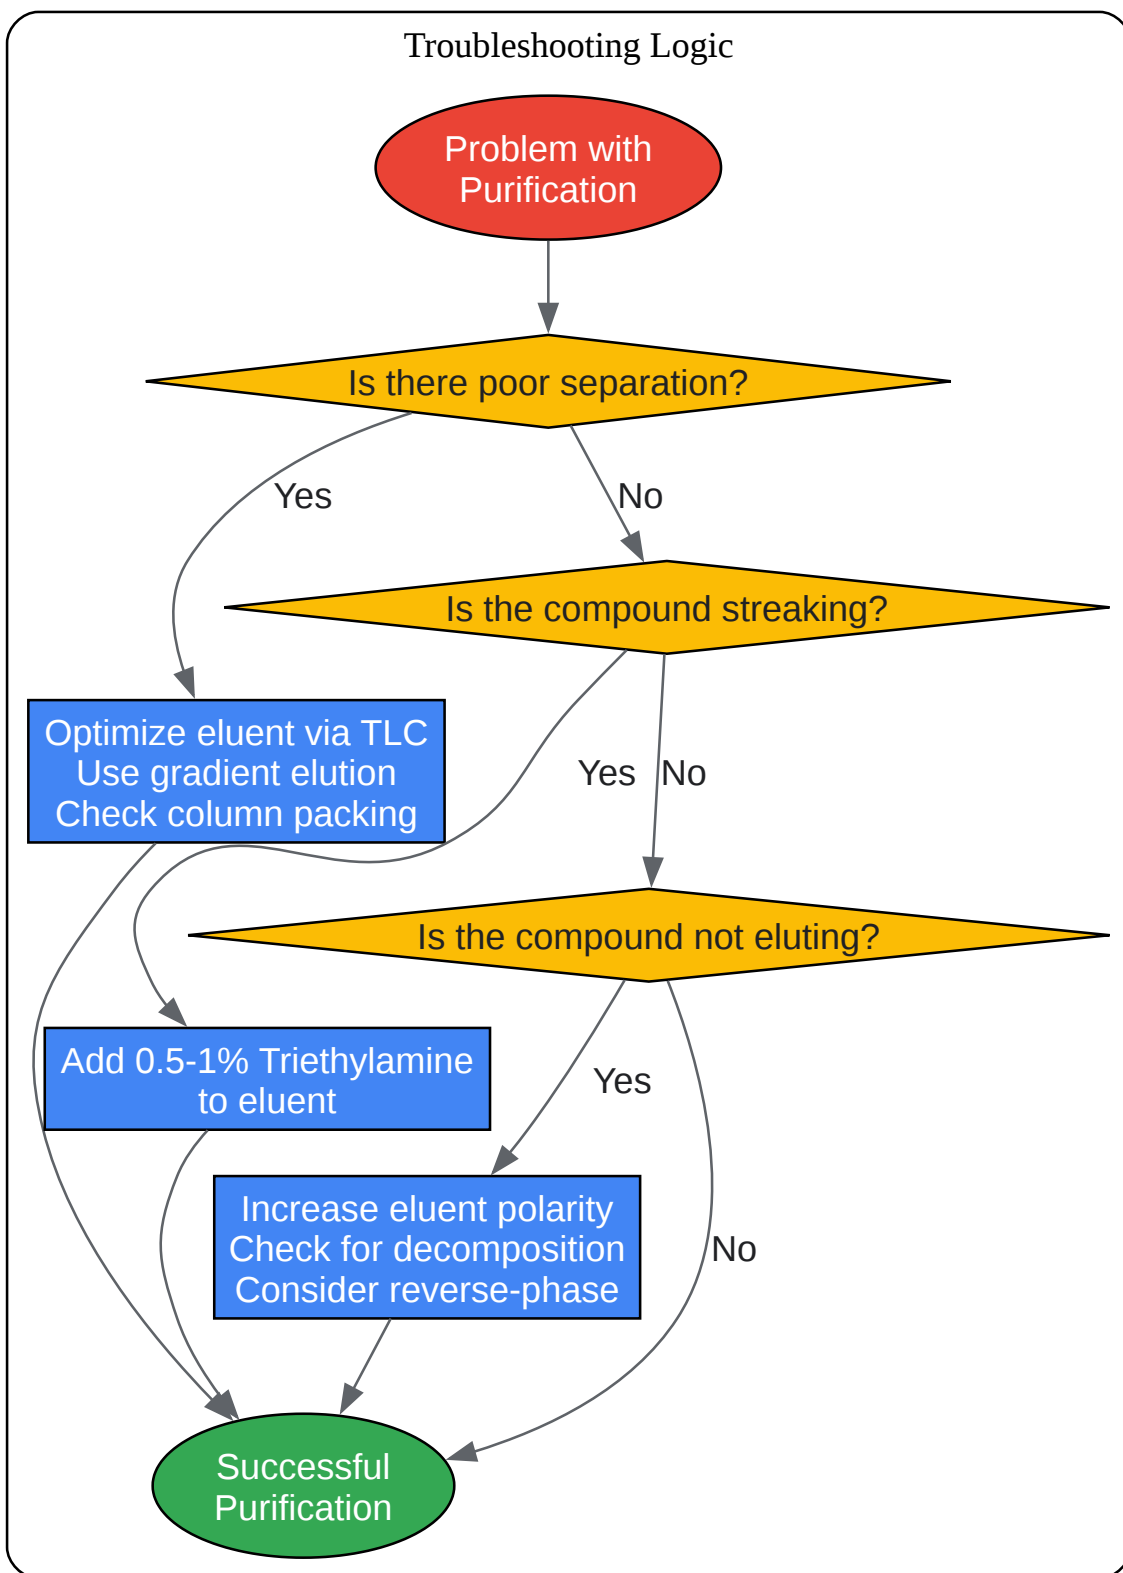 Troubleshooting Logic
Problem with
Purification
Is there poor separation?
Yes
No
Is the compound streaking?
Optimize eluent via TLC
Use gradient elution
Check column packing
Yes
No
Is the compound not eluting?
Add 0.5-1% Triethylamine
to eluent
Yes
Increase eluent polarity
Check for decomposition
Consider reverse-phase
No
Successful
Purification